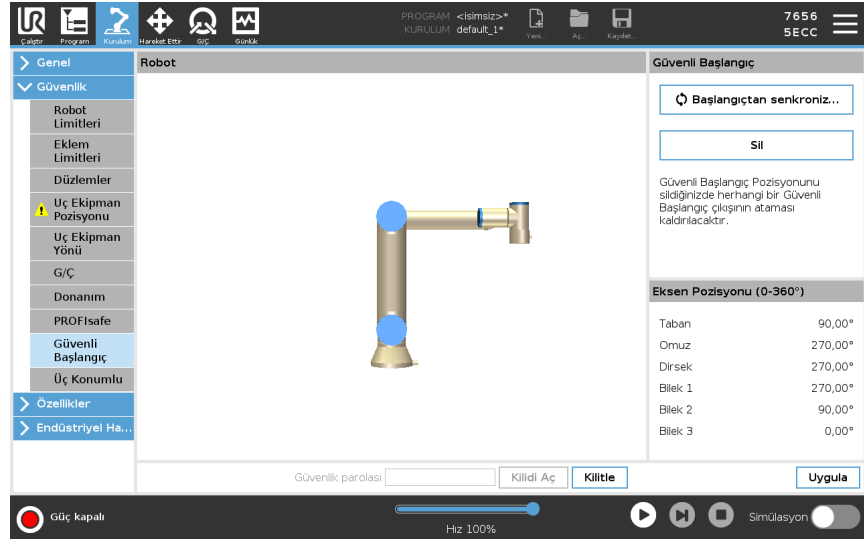 PROGRAM <isimsiz>*
KURULUM default_1*
Yeni... Aç... Kaydet...
7656
5ECC
Çalıştır Program Kurulum Hareket Ettir G/Ç Günlük
Genel
Güvenlik
Robot
Limitleri
Eklem
Limitleri
Düzlemler
Uç Ekipman
Pozisyonu
Uç Ekipman
Yönü
G/Ç
Donanım
PROFIsafe
Güvenli
Başlangıç
Üç Konumlu
Özellikler
Endüstriyel Ha...
Robot
Güvenli Başlangıç
Başlangıçtan senkroniz...
Sil
Güvenli Başlangıç Pozisyonunu
sildiğinizde herhangi bir Güvenli
Başlangıç çıkışının ataması
kaldırılacaktır.
Eksen Pozisyonu (0-360°)
Taban 90,00°
Omuz 270,00°
Dirsek 270,00°
Bilek 1 270,00°
Bilek 2 90,00°
Bilek 3 0,00°
Güvenlik parolası Kilidi Aç Kilitle Uygula
Güç kapalı
Hız 100%
Simülasyon